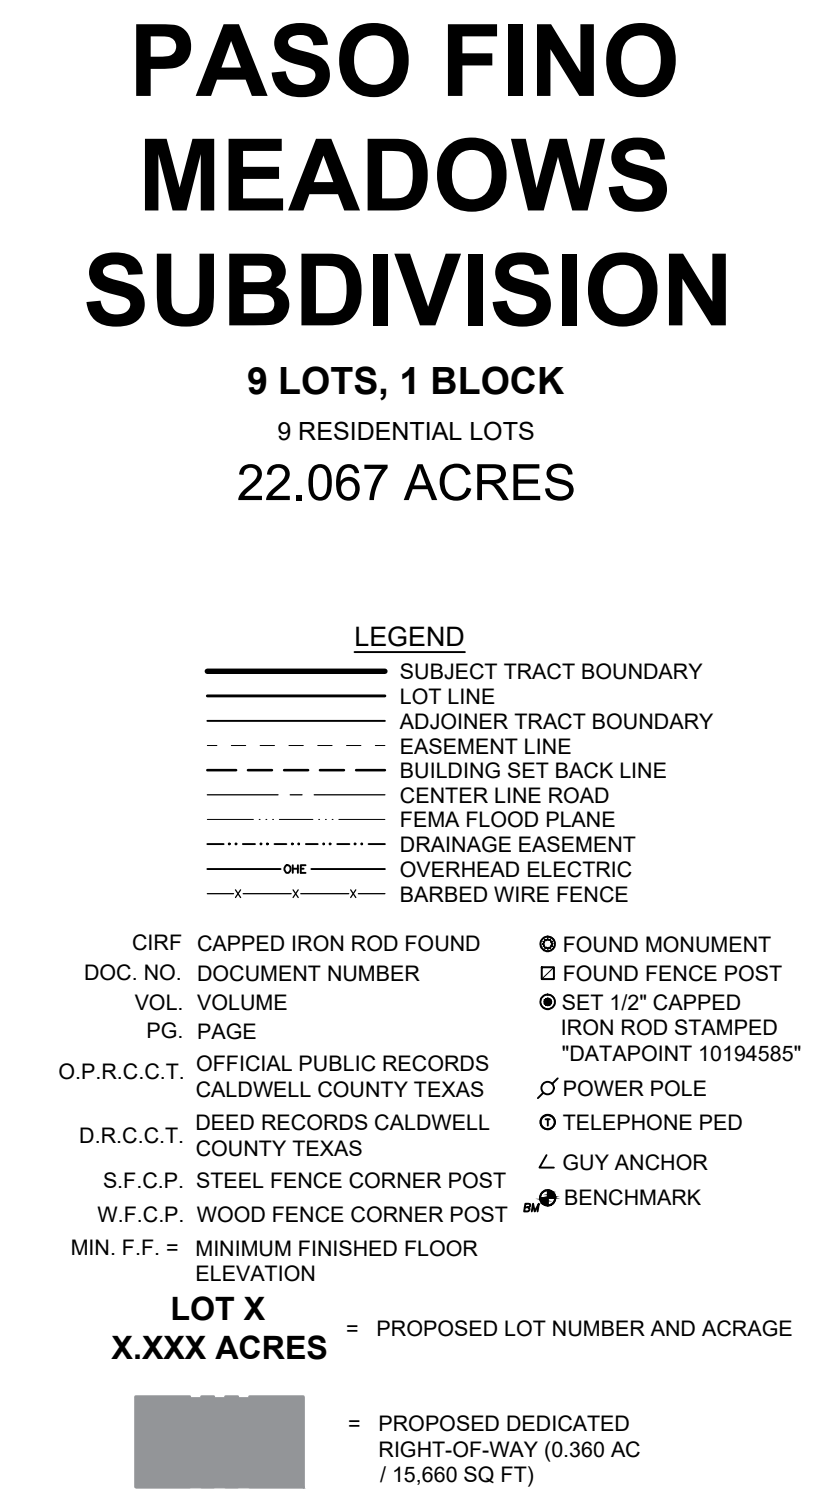 PASO FINO
MEADOWS
SUBDIVISION
9 LOTS, 1 BLOCK
9 RESIDENTIAL LOTS
22.067 ACRES
LEGEND
SUBJECT TRACT BOUNDARY
LOT LINE
ADJOINER TRACT BOUNDARY
EASEMENT LINE
BUILDING SET BACK LINE
CENTER LINE ROAD
FEMA FLOOD PLANE
DRAINAGE EASEMENT
OHE OVERHEAD ELECTRIC
x x x BARBED WIRE FENCE
CIRF CAPPED IRON ROD FOUND
DOC. NO. DOCUMENT NUMBER
VOL. VOLUME
PG. PAGE
O.P.R.C.C.T. OFFICIAL PUBLIC RECORDS
CALDWELL COUNTY TEXAS
D.R.C.C.T. DEED RECORDS CALDWELL
COUNTY TEXAS
S.F.C.P. STEEL FENCE CORNER POST
W.F.C.P. WOOD FENCE CORNER POST
MIN. F.F. = MINIMUM FINISHED FLOOR
ELEVATION
FOUND MONUMENT
FOUND FENCE POST
SET 1/2" CAPPED
IRON ROD STAMPED
"DATAPOINT 10194585"
POWER POLE
T TELEPHONE PED
GUY ANCHOR
BM BENCHMARK
LOT X
X.XXX ACRES
= PROPOSED LOT NUMBER AND ACRAGE
= PROPOSED DEDICATED
RIGHT-OF-WAY (0.360 AC
/ 15,660 SQ FT)